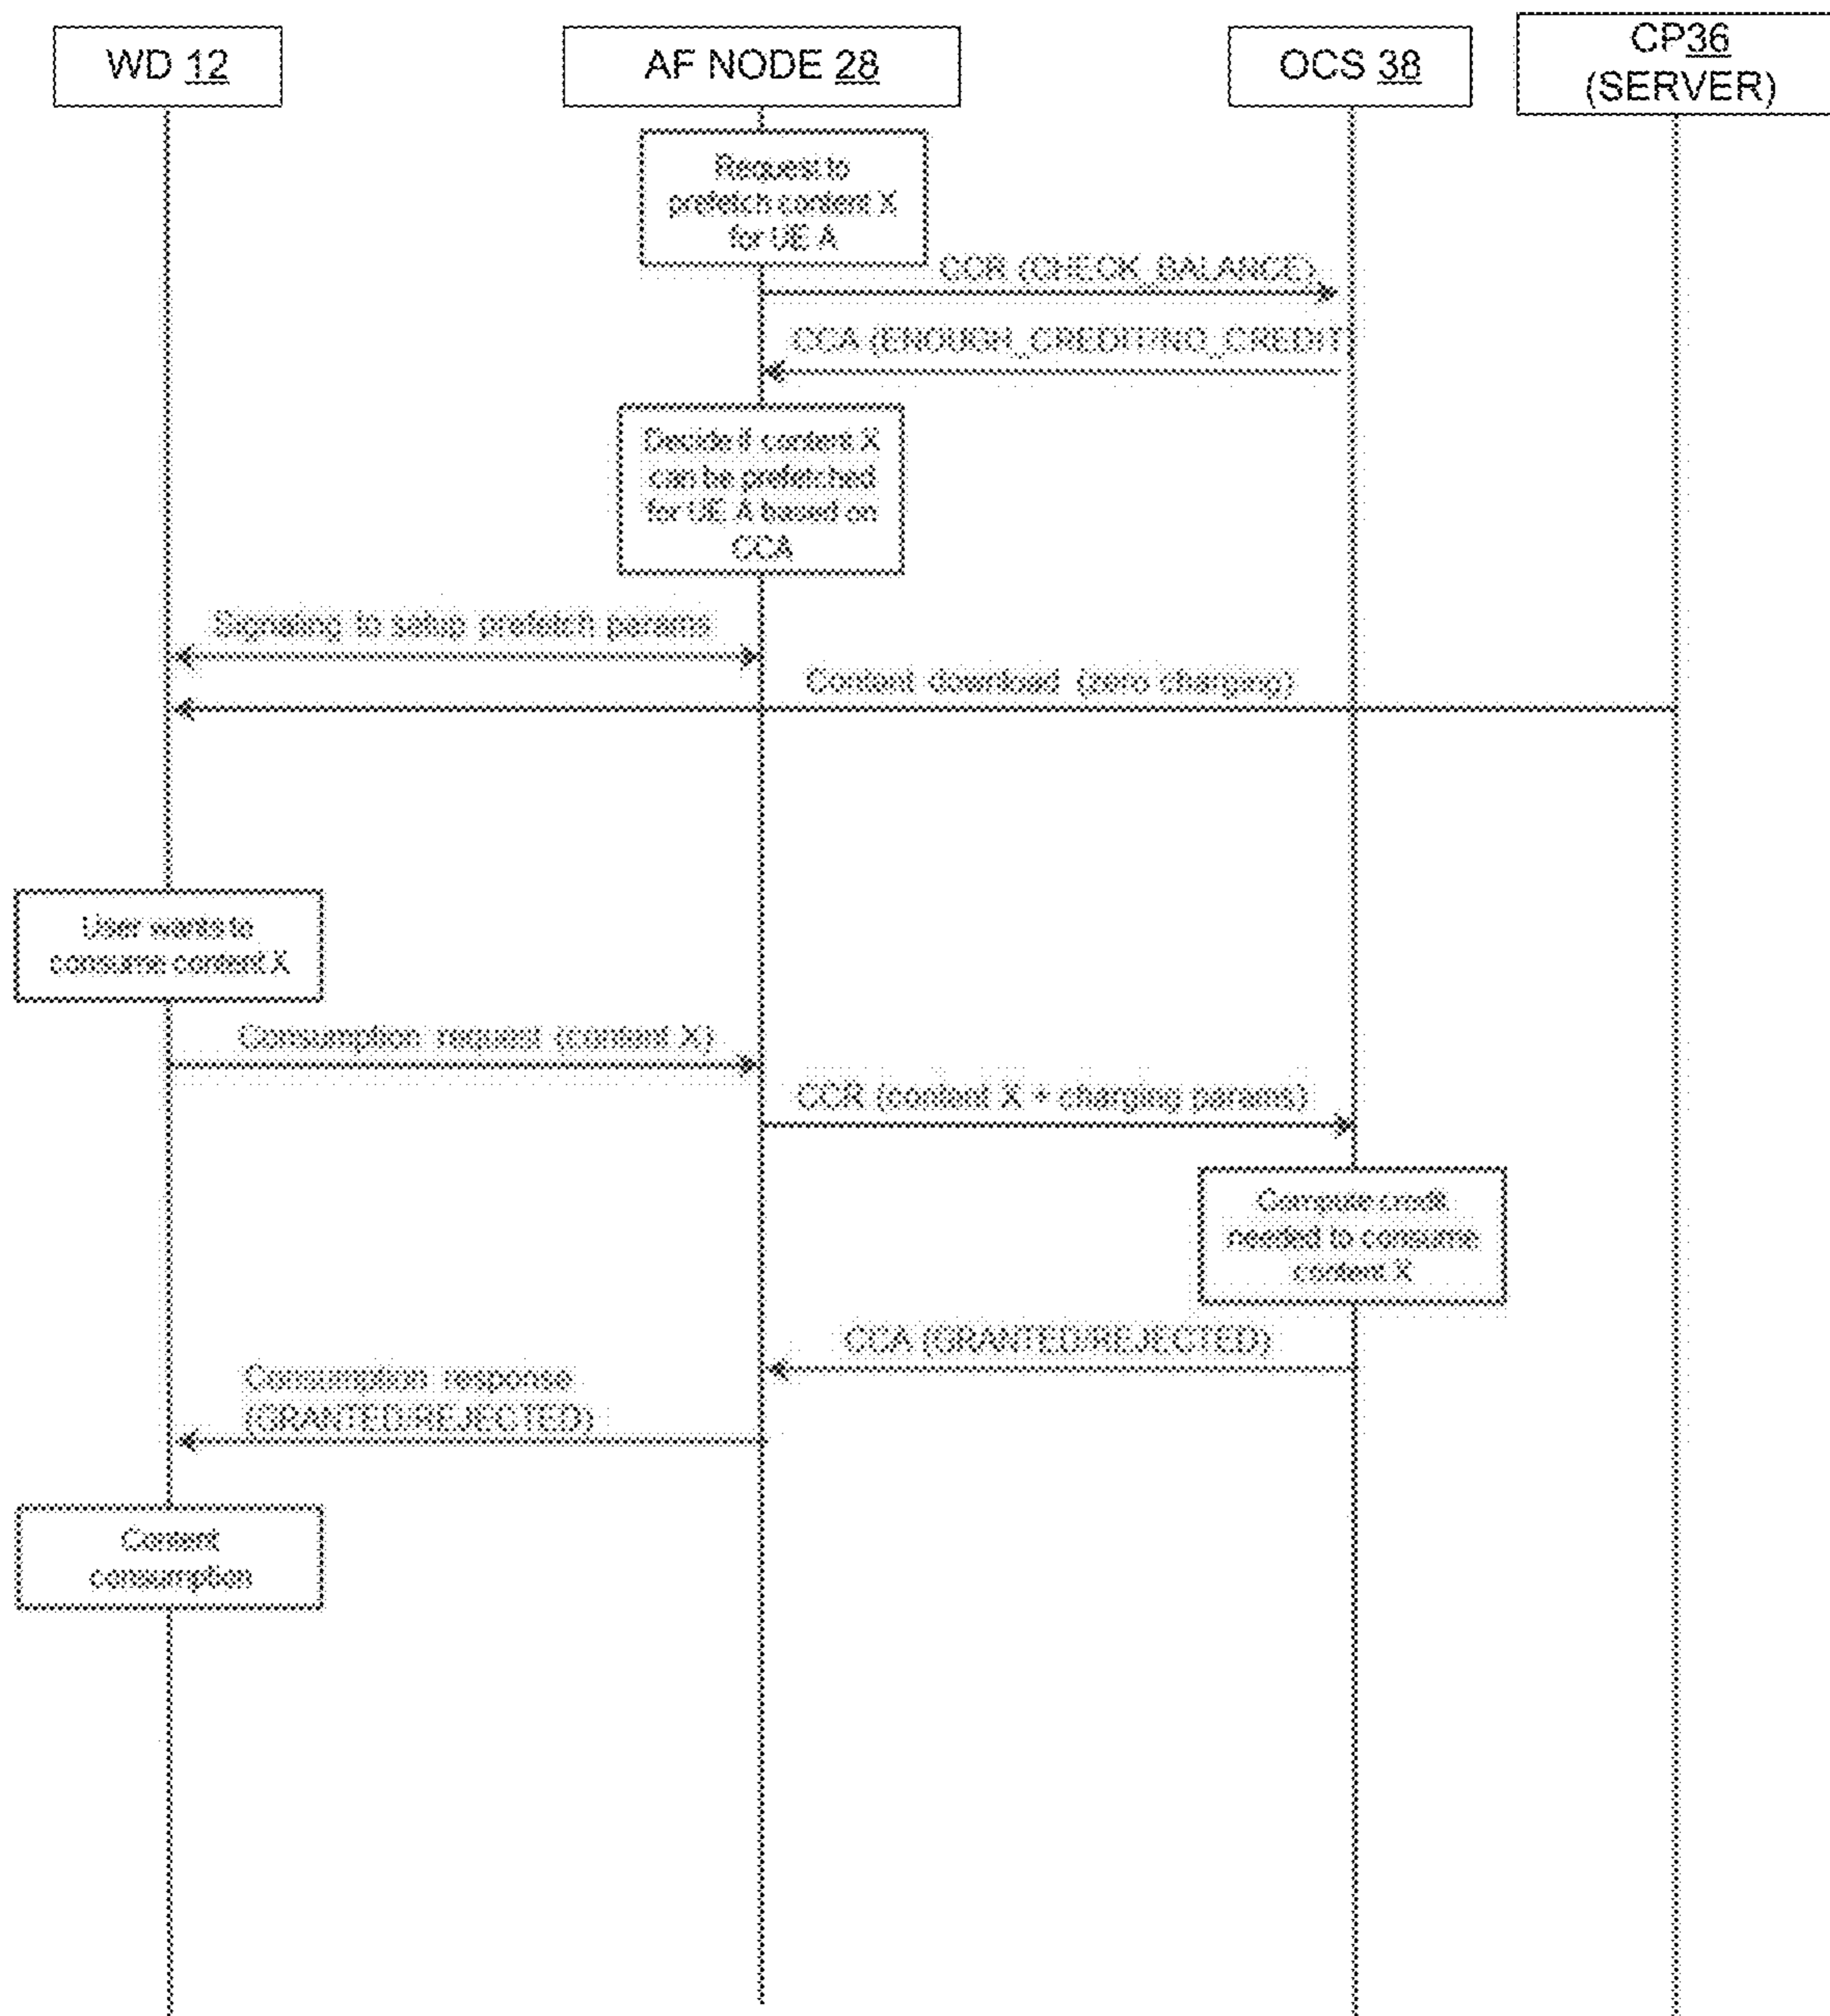 WD 12
AF NODE 28
OCS 38
CP36
(SERVER)
Request to
prefetch content X
for UE A
CCR (CHECK_BALANCE)
CCA (ENOUGH_CREDIT/NO_CREDIT
Decide if content X
can be prefetched
for UE A based on
CCA
Signaling to setup prefetch params
Content download (zero charging)
User wants to
consume content X
Consumption request (content X)
CCR (content X + charging params)
Compute credit
needed to consume
content X
CCA (GRANTED/REJECTED)
Consumption response
(GRANTED/REJECTED)
Content
consumption